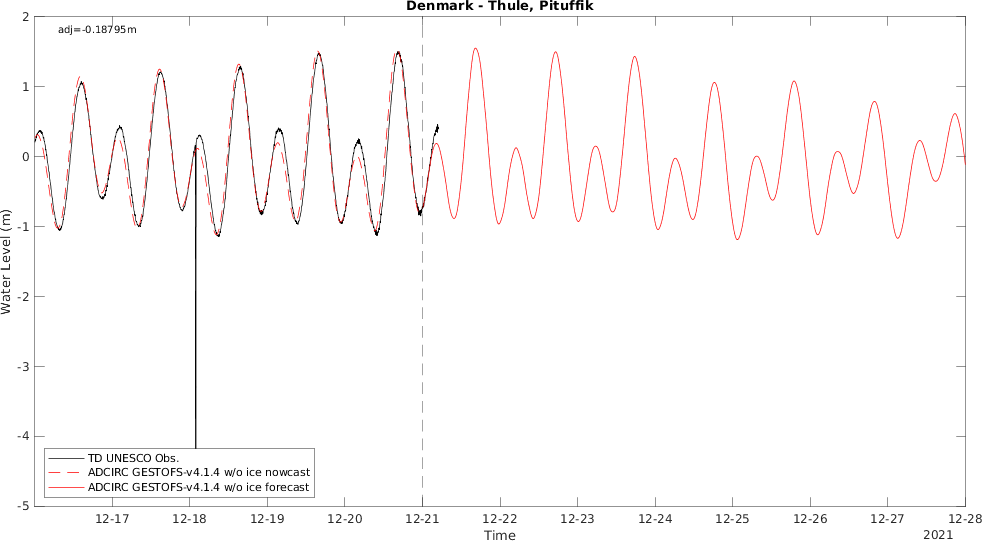 Denmark - Thule, Pituffik
adj=-0.18795m
2
1
0
-1
-2
-3
-4
-5
Water Level (m)
TD UNESCO Obs.
ADCIRC GESTOFS-v4.1.4 w/o ice nowcast
ADCIRC GESTOFS-v4.1.4 w/o ice forecast
12-17 12-18 12-19 12-20 12-21 12-22 12-23 12-24 12-25 12-26 12-27 12-28
Time
2021